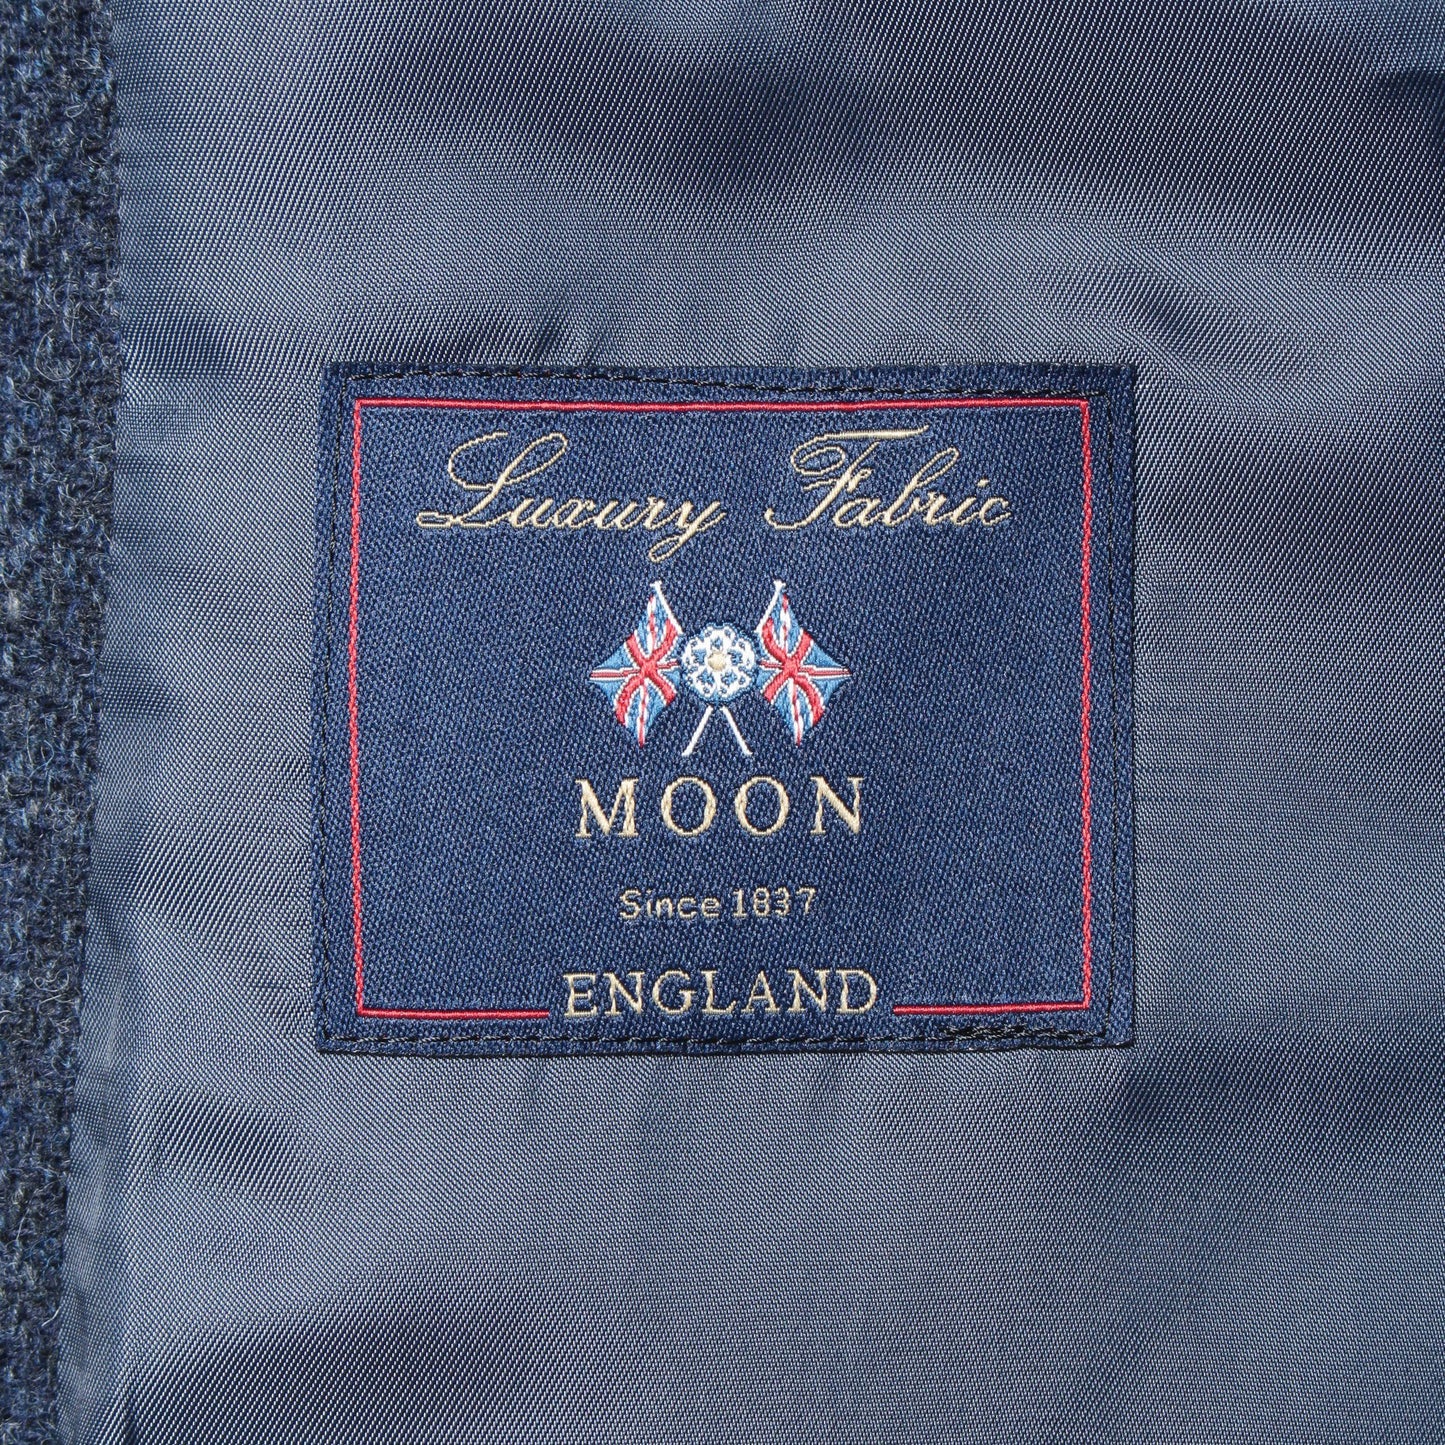 Luxury Fabric
MOON
Since 1837
ENGLAND